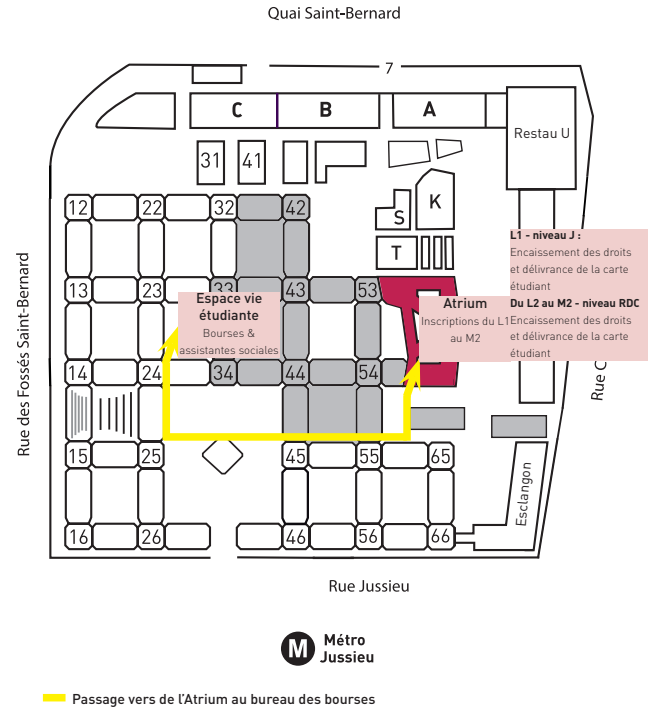 Quai Saint-Bernard
7
C
B
A
Restau U
31
41
K
S
12
22
32
42
T
L1 - niveau J :
Encaissement des droits
et délivrance de la carte
étudiant
Du L2 au M2 - niveau RDC
Encaissement des droits
et délivrance de la carte
étudiant
13
23
33
43
53
Espace vie
étudiante
Bourses &
assistantes sociales
Atrium
Inscriptions du L1
au M2
Rue des Fossés Saint-Bernard
14
24
34
44
54
Rue C
15
25
45
55
65
Esclangon
16
26
46
56
66
Rue Jussieu
M
Métro
Jussieu
Passage vers de l'Atrium au bureau des bourses